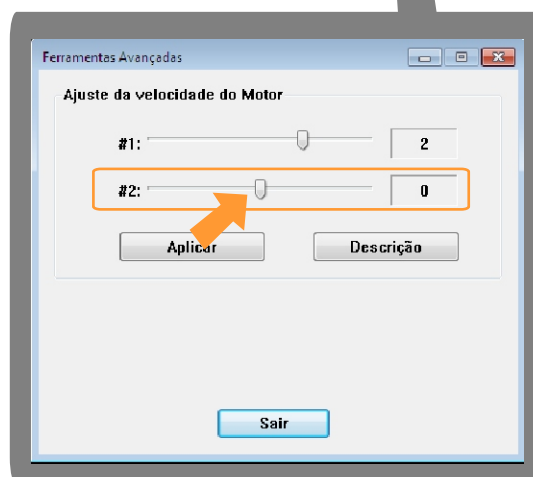 Ferramentas Avançadas
Ajuste da velocidade do Motor
#1: 2
#2: 0
Aplicar Descrição
Sair